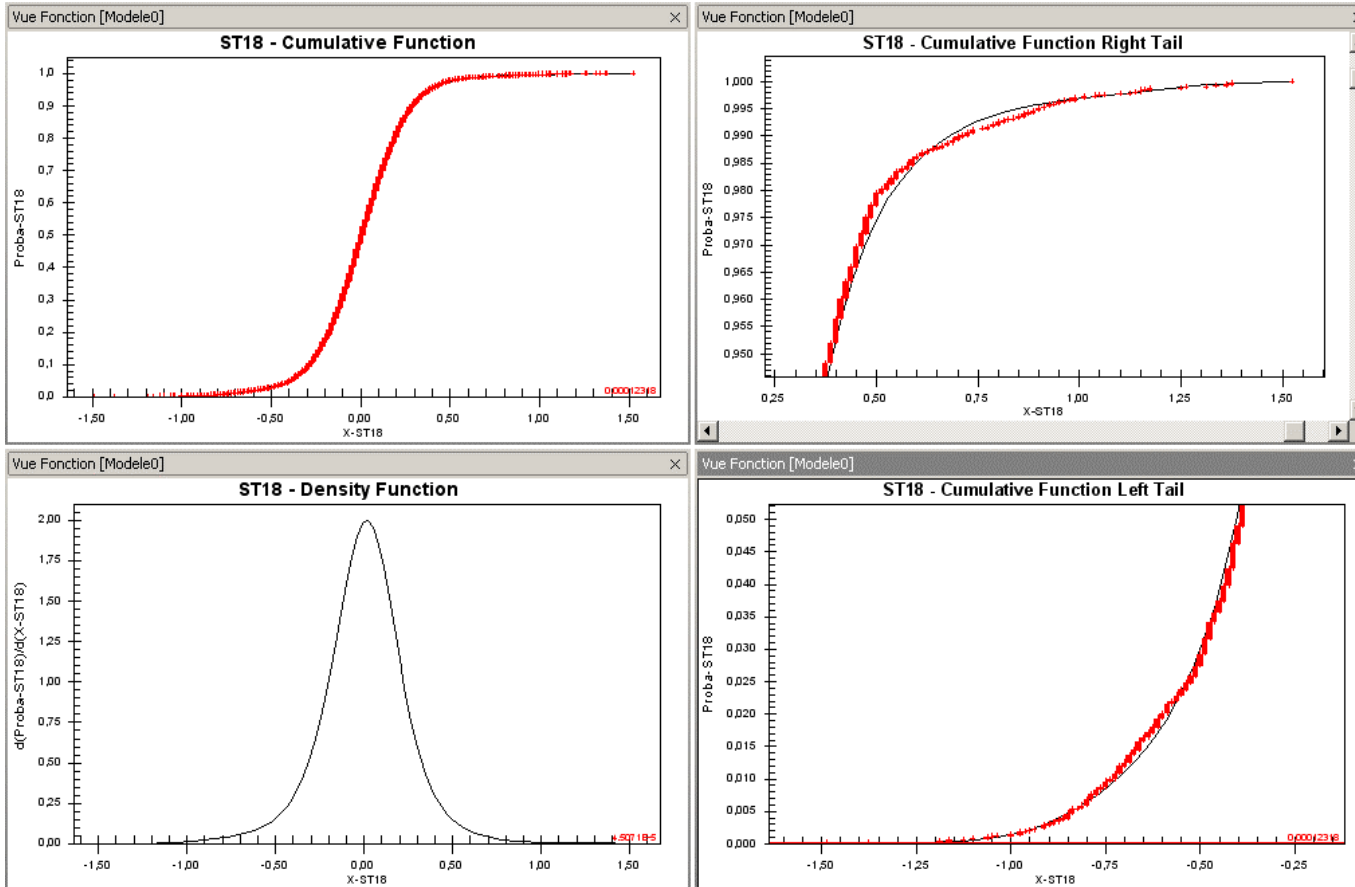 Vue Fonction [Modele0]
ST18 - Cumulative Function
Proba-ST18
1,0
0,9
0,8
0,7
0,6
0,5
0,4
0,3
0,2
0,1
0,0
0,00012318
-1,50 -1,00 -0,50 0,00 0,50 1,00 1,50
X-ST18
Vue Fonction [Modele0]
ST18 - Cumulative Function Right Tail
Proba-ST18
1,000
0,995
0,990
0,985
0,980
0,975
0,970
0,965
0,960
0,955
0,950
0,25 0,50 0,75 1,00 1,25 1,50
X-ST18
Vue Fonction [Modele0]
ST18 - Density Function
d(Proba-ST18)/d(X-ST18)
2,00
1,75
1,50
1,25
1,00
0,75
0,50
0,25
0,00
-1,50 -1,00 -0,50 0,00 0,50 1,00 1,50
X-ST18
Vue Fonction [Modele0]
ST18 - Cumulative Function Left Tail
Proba-ST18
0,050
0,045
0,040
0,035
0,030
0,025
0,020
0,015
0,010
0,005
0,000
0,00012318
-1,50 -1,25 -1,00 -0,75 -0,50 -0,25
X-ST18